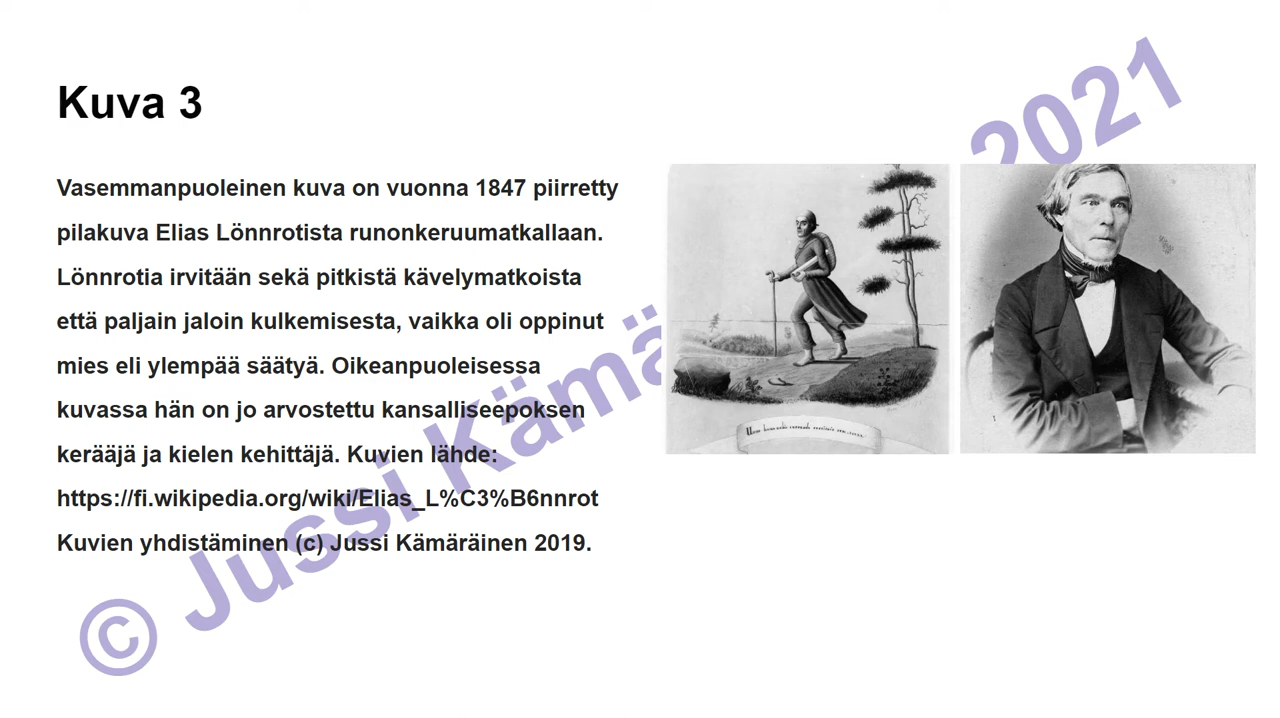 Kuva 3
Vasemmanpuoleinen kuva on vuonna 1847 piirretty
pilakuva Elias Lönnrotista runonkeruumatkallaan.
Lönnrotia irvitään sekä pitkistä kävelymatkoista
että paljain jaloin kulkemisesta, vaikka oli oppinut
mies eli ylempää säätyä. Oikeanpuoleisessa
kuvassa hän on jo arvostettu kansalliseepoksen
kerääjä ja kielen kehittäjä. Kuvien lähde:
https://fi.wikipedia.org/wiki/Elias_L%C3%B6nnrot
Kuvien yhdistäminen (c) Jussi Kämäräinen 2019.
© Jussi Kämä 2021